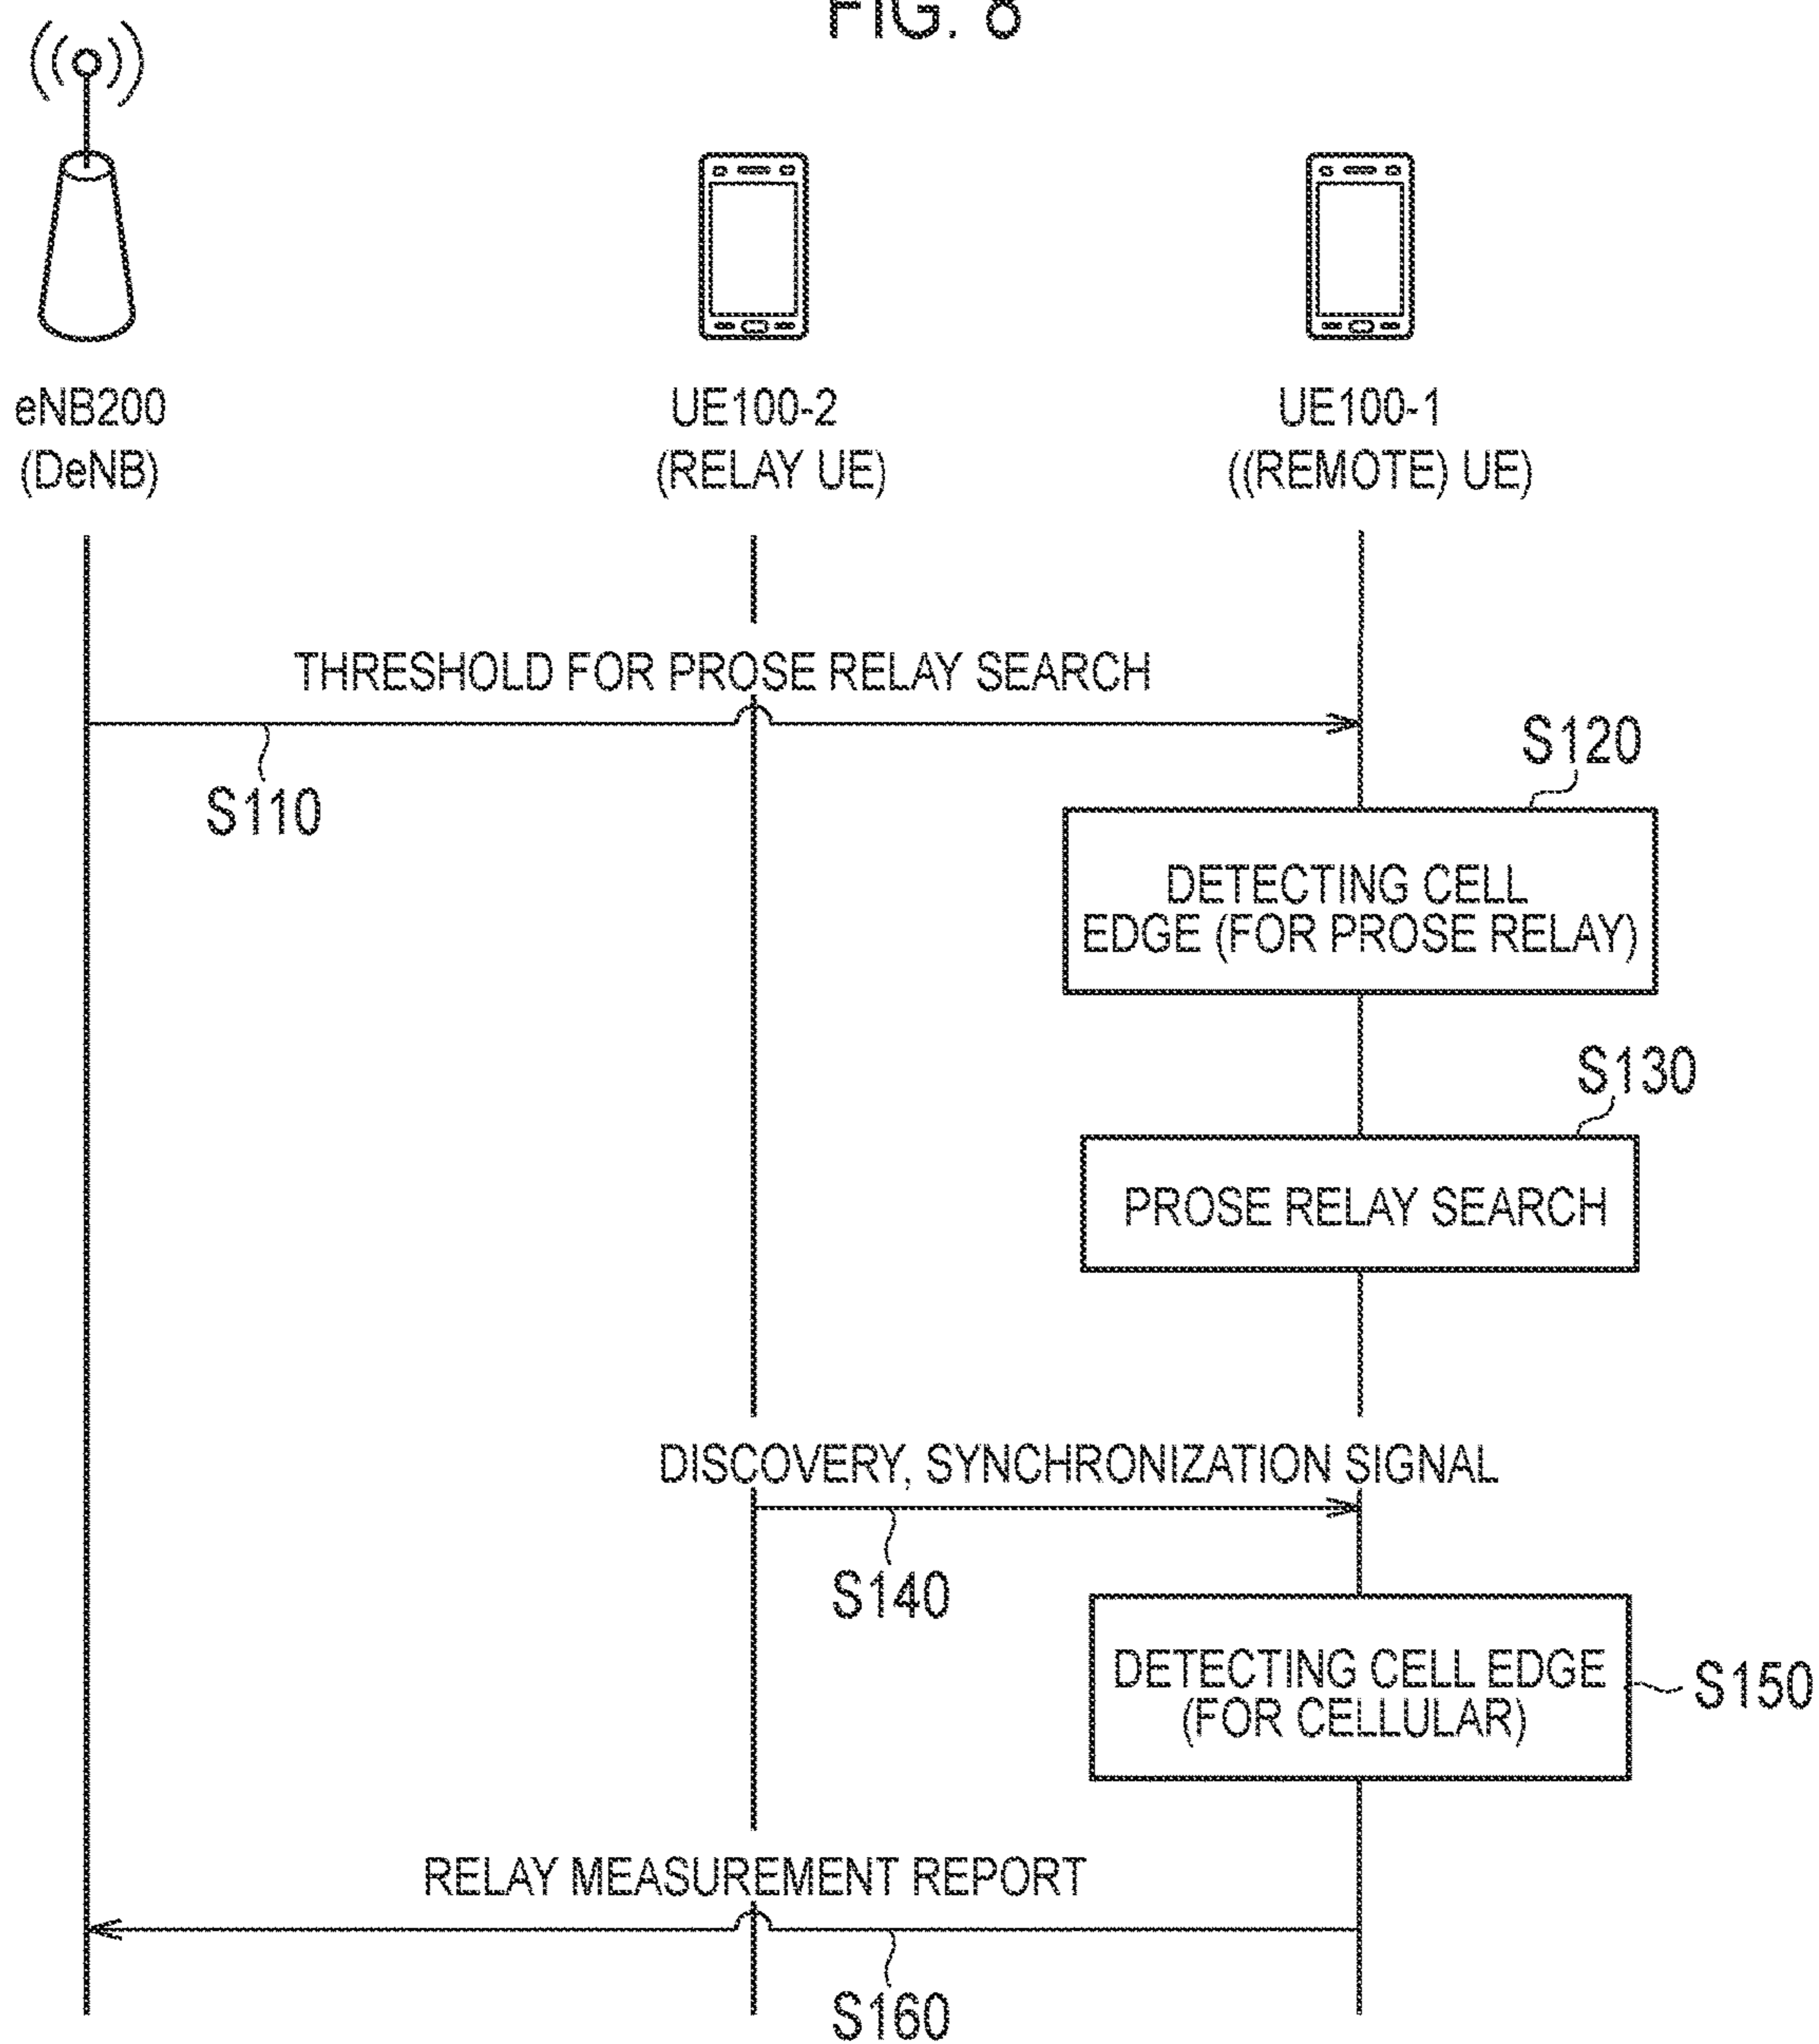 FIG. 8
eNB200
(DeNB)
UE100-2
(RELAY UE)
UE100-1
((REMOTE) UE)
THRESHOLD FOR PROSE RELAY SEARCH
S110
S120
DETECTING CELL
EDGE (FOR PROSE RELAY)
S130
PROSE RELAY SEARCH
DISCOVERY, SYNCHRONIZATION SIGNAL
S140
DETECTING CELL EDGE
(FOR CELLULAR)
S150
RELAY MEASUREMENT REPORT
S160